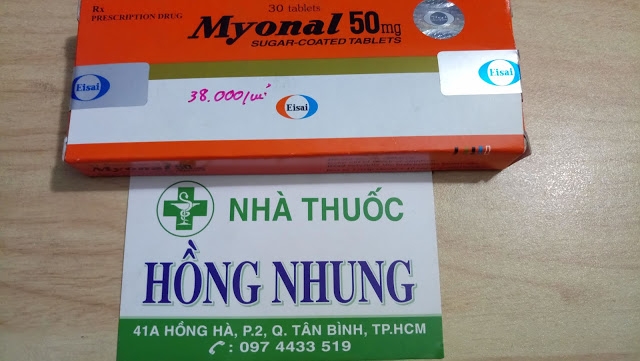 Rx
PRESCRIPTION DRUG
30 tablets
Myonal 50mg
SUGAR-COATED TABLETS
Eisai
Eisai
38.000/vỉ
Eisai
Myonal
NHÀ THUỐC
HỒNG NHUNG
41A HỒNG HÀ, P.2, Q. TÂN BÌNH, TP.HCM
: 097 4433 519